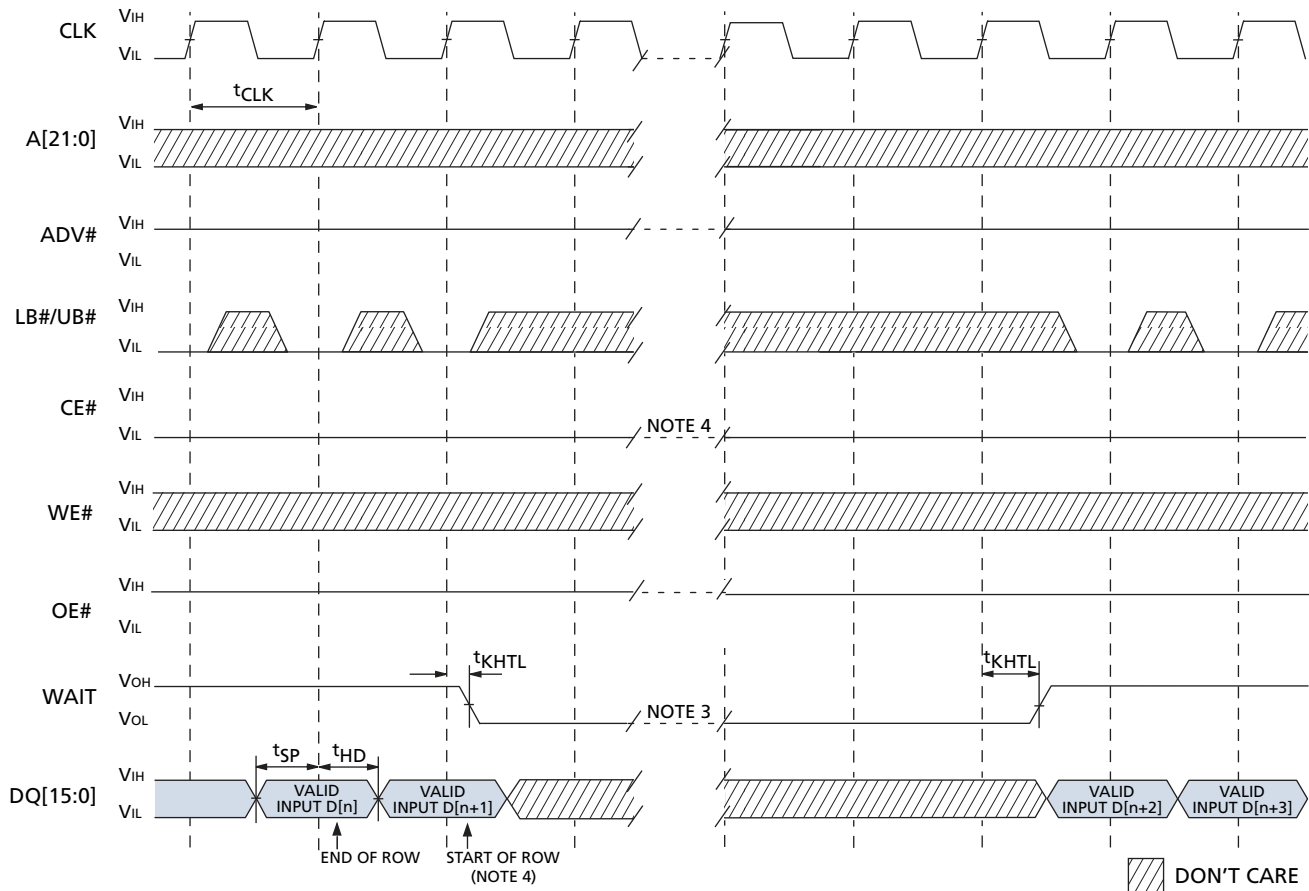 CLK
VIH
VIL
tCLK
A[21:0]
VIH
VIL
ADV#
VIH
VIL
LB#/UB#
VIH
VIL
CE#
VIH
VIL
NOTE 4
WE#
VIH
VIL
OE#
VIH
VIL
WAIT
VOH
VOL
tKHTL
NOTE 3
tKHTL
DQ[15:0]
VIH
VIL
tSP
tHD
VALID
INPUT D[n]
VALID
INPUT D[n+1]
VALID
INPUT D[n+2]
VALID
INPUT D[n+3]
END OF ROW
START OF ROW
(NOTE 4)
DON'T CARE